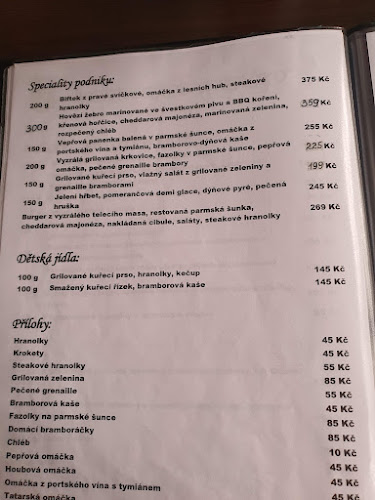 Speciality podniku:
200 g Biftek z pravé svíčkové, omáčka z lesních hub, steakové 375 Kč
hranolky
300 g Hovězí žebro marinované ve švestkovém pivu a BBQ koření, 359 Kč
křenová hořčice, cheddarová majonéza, marinovaná zelenina,
rozpečený chléb
150 g Vepřová panenka balená v parmské šunce, omáčka z 255 Kč
portského vína a tymiánu, bramborovo-dýňová kaše
200 g Vyzrálá grilovaná krkovice, fazolky v parmské šunce, pepřová 225 Kč
omáčka, pečené grenaille brambory
150 g Grilované kuřecí prso, vlažný salát z grilované zeleniny a 199 Kč
grenaille bramborami
150 g Jelení hřbet, pomerančová demi glace, dýňové pyré, pečená 245 Kč
hruška
Burger z vyzrálého telecího masa, restovaná parmská šunka, 269 Kč
cheddarová majonéza, nakládaná cibule, saláty, steakové hranolky
Dětská jídla:
100 g Grilované kuřecí prso, hranolky, kečup 145 Kč
100 g Smažený kuřecí řízek, bramborová kaše 145 Kč
Přílohy:
Hranolky 45 Kč
Krokety 45 Kč
Steakové hranolky 55 Kč
Grilovaná zelenina 85 Kč
Pečené grenaille 55 Kč
Bramborová kaše 45 Kč
Fazolky na parmské šunce 85 Kč
Domácí bramboráčky 85 Kč
Chléb 10 Kč
Pepřová omáčka 45 Kč
Houbová omáčka 45 Kč
Omáčka z portského vína s tymiánem 45 Kč
Tatarská omáčka 45 Kč